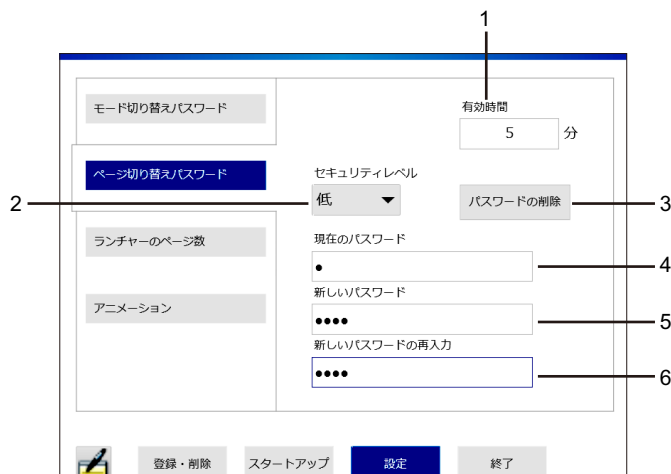 1
モード切り替えパスワード
有効時間
5 分
ページ切り替えパスワード
セキュリティレベル
2
低
パスワードの削除
3
ランチャーのページ数
現在のパスワード
●
4
アニメーション
新しいパスワード
●●●●
5
新しいパスワードの再入力
●●●●
6
登録・削除
スタートアップ
設定
終了